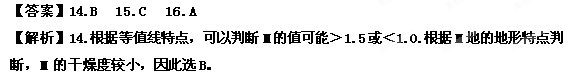 【答案】14.B 15.C 16.A
【解析】14.根据等值线特点，可以判断M的值可能＞1.5或＜1.0.根据M地的地形特点判
断，M 的干燥度较小，因此选B。